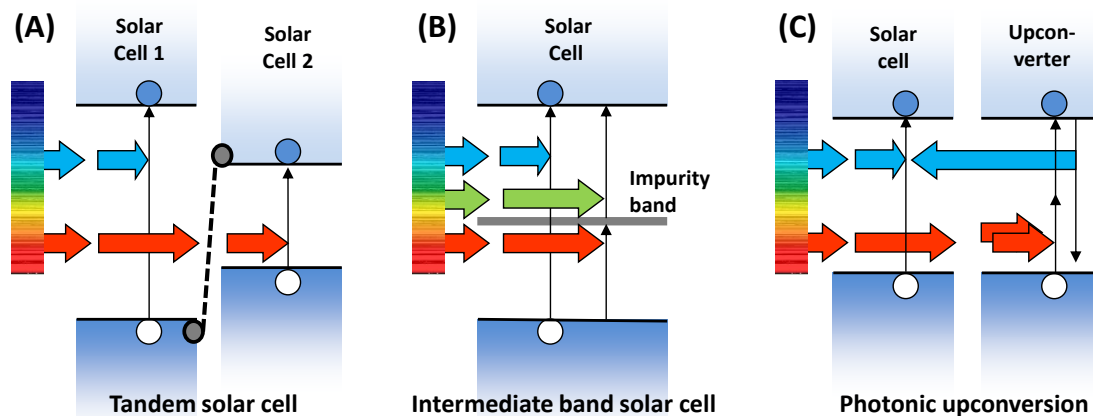 (A)
Solar
Cell 1
Solar
Cell 2
Tandem solar cell
(B)
Solar
Cell
Impurity
band
Intermediate band solar cell
(C)
Solar
cell
Upcon-
verter
Photonic upconversion